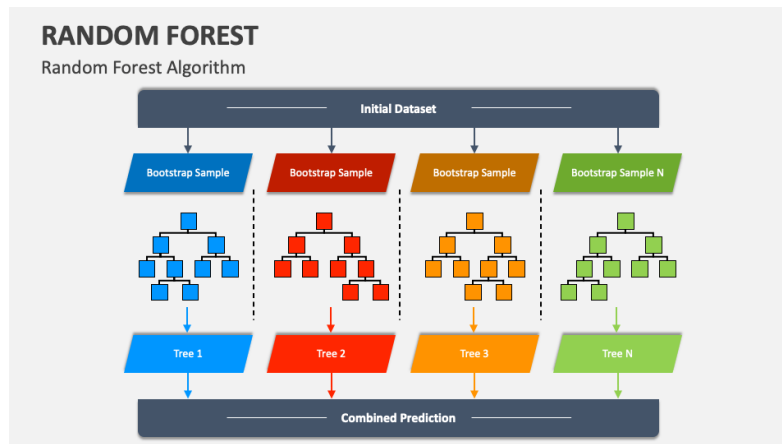 RANDOM FOREST
Random Forest Algorithm
Initial Dataset
Bootstrap Sample
Bootstrap Sample
Bootstrap Sample
Bootstrap Sample N
Tree 1
Tree 2
Tree 3
Tree N
Combined Prediction